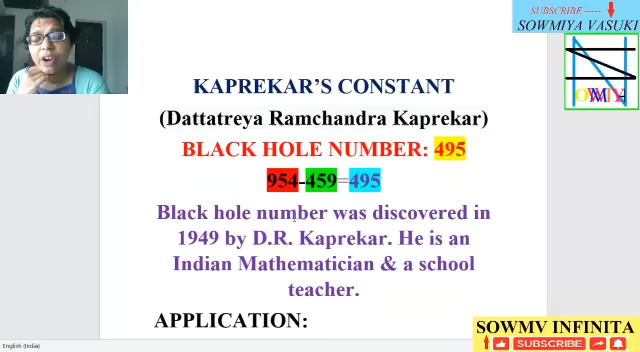 SUBSCRIBE -----
SOWMIYA VASUKI
KAPREKAR'S CONSTANT
(Dattatreya Ramchandra Kaprekar)
BLACK HOLE NUMBER: 495
954-459=495
Black hole number was discovered in
1949 by D.R. Kaprekar. He is an
Indian Mathematician & a school
teacher.
APPLICATION:
SOWMY INFINITA
SUBSCRIBE
English (India)